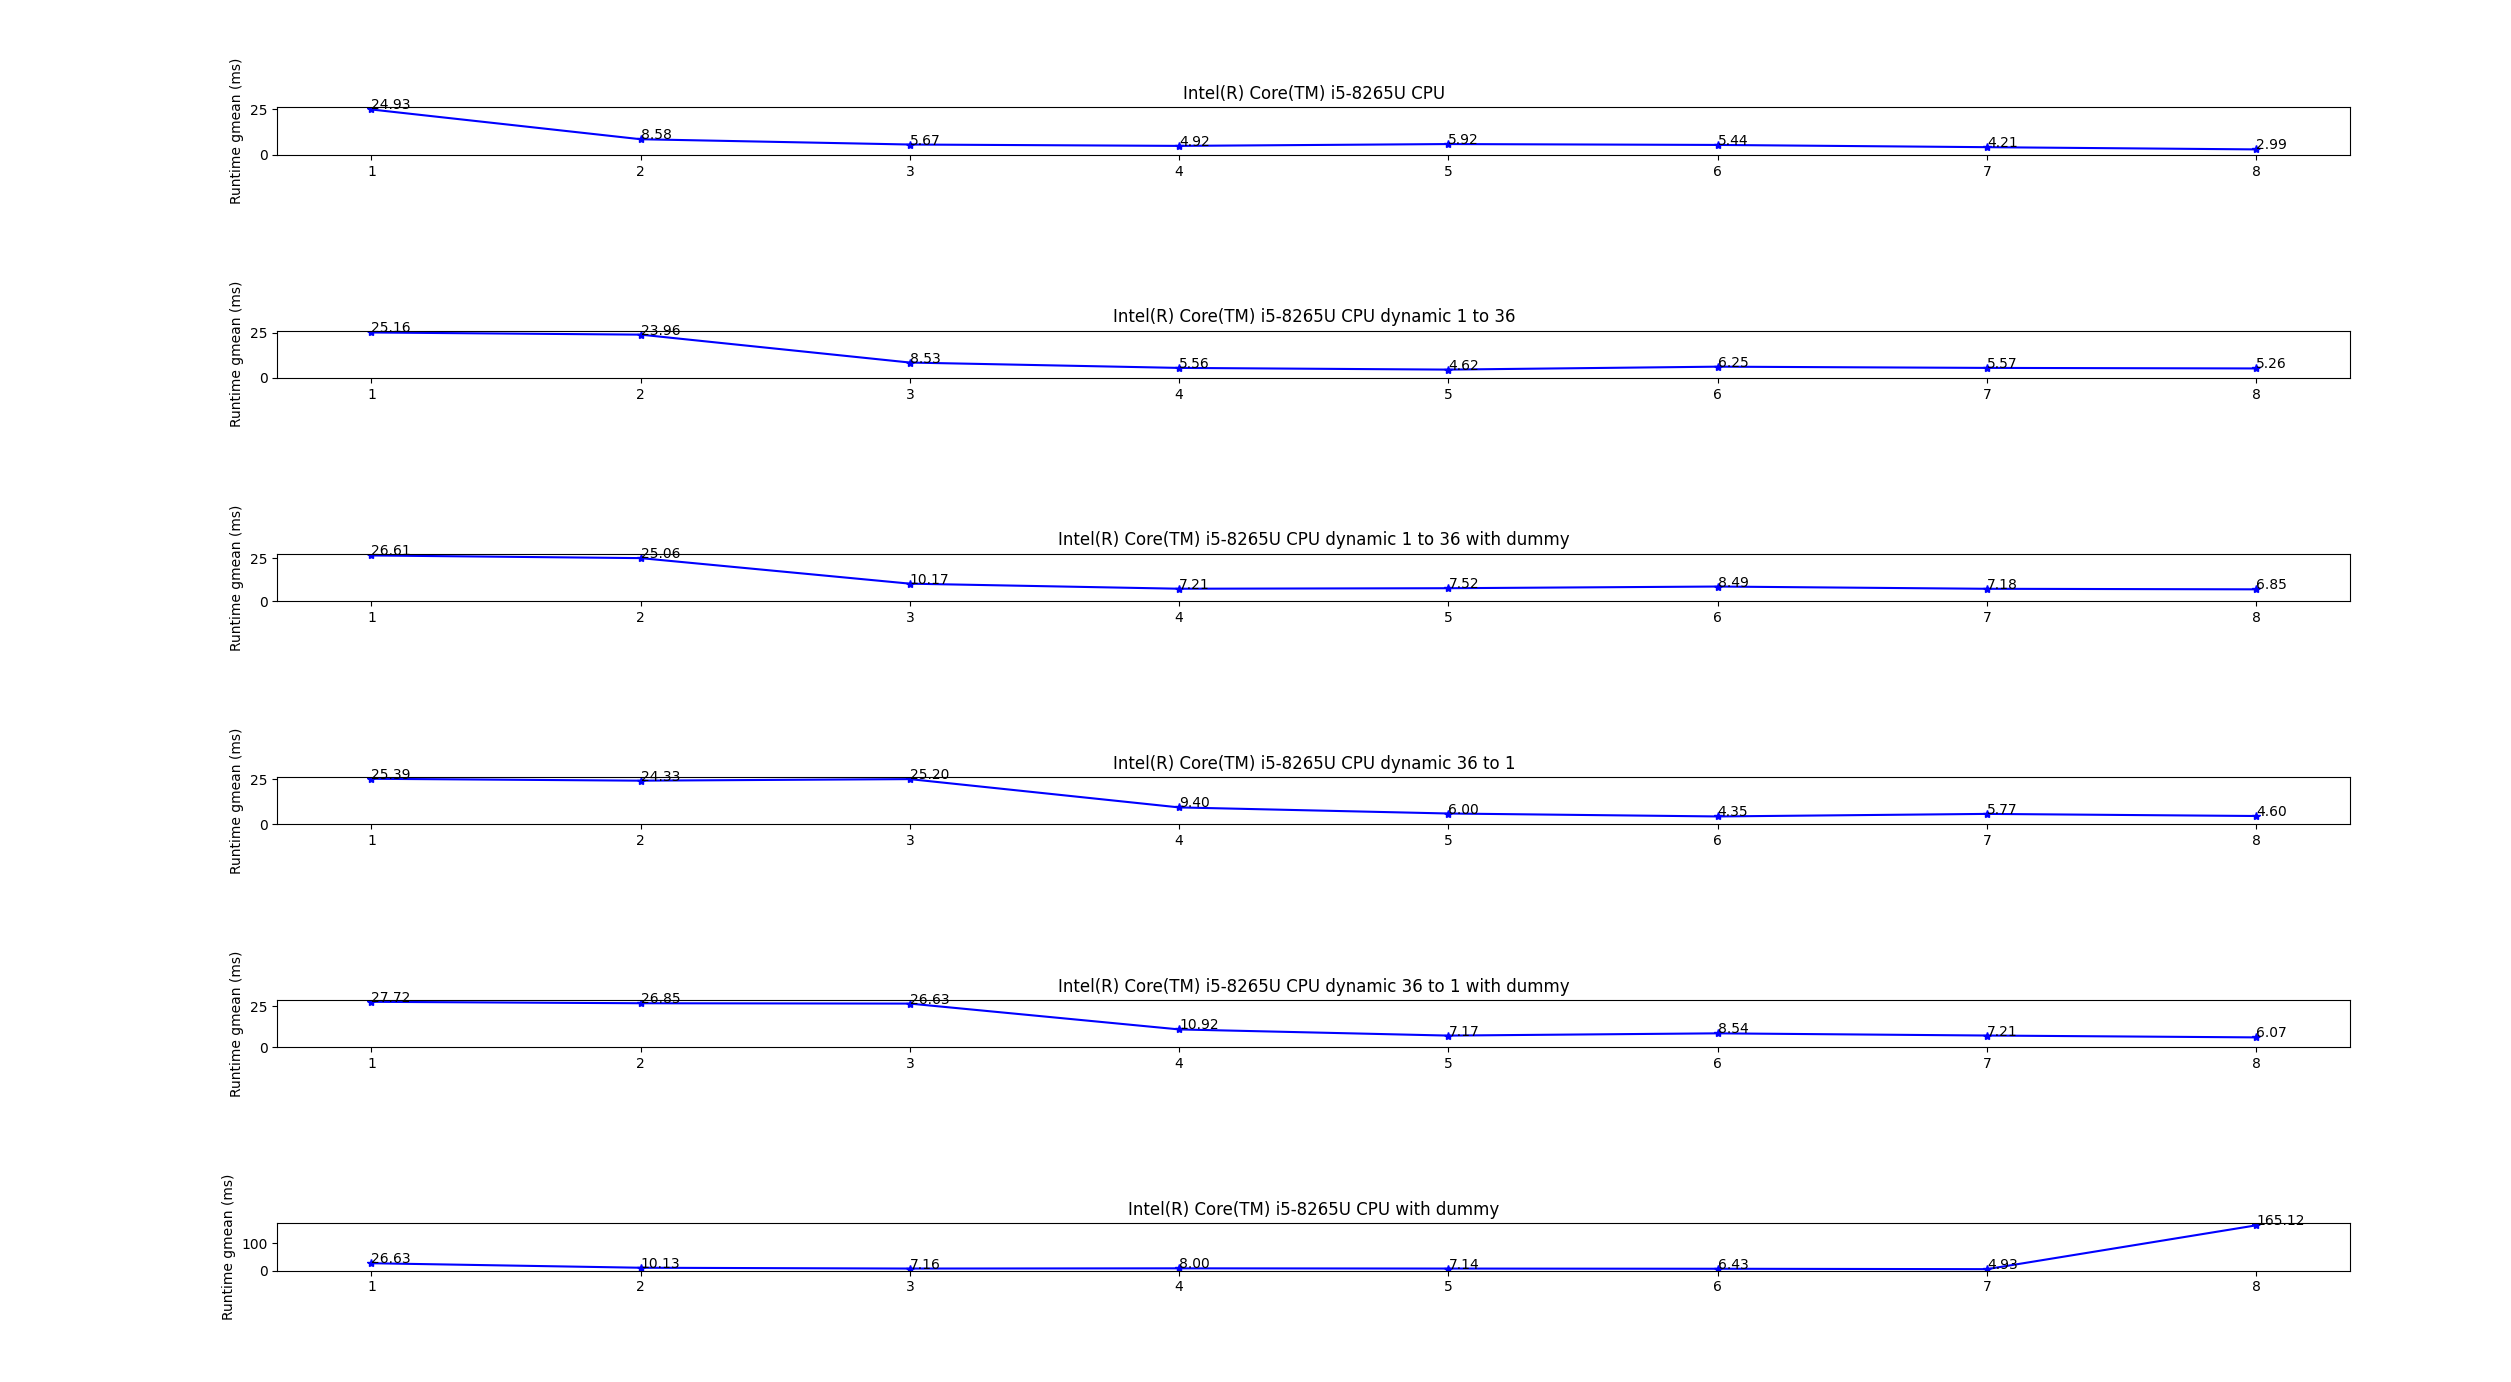 Intel(R) Core(TM) i5-8265U CPU
Runtime gmean (ms)
25
0
24.93 8.58 5.67 4.92 5.92 5.44 4.21 2.99
1 2 3 4 5 6 7 8
Intel(R) Core(TM) i5-8265U CPU dynamic 1 to 36
Runtime gmean (ms)
25
0
25.16 23.96 8.53 5.56 4.62 6.25 5.57 5.26
1 2 3 4 5 6 7 8
Intel(R) Core(TM) i5-8265U CPU dynamic 1 to 36 with dummy
Runtime gmean (ms)
25
0
26.61 25.06 10.17 7.21 7.52 8.49 7.18 6.85
1 2 3 4 5 6 7 8
Intel(R) Core(TM) i5-8265U CPU dynamic 36 to 1
Runtime gmean (ms)
25
0
25.39 24.33 25.20 9.40 6.00 4.35 5.77 4.60
1 2 3 4 5 6 7 8
Intel(R) Core(TM) i5-8265U CPU dynamic 36 to 1 with dummy
Runtime gmean (ms)
25
0
27.72 26.85 26.63 10.92 7.17 8.54 7.21 6.07
1 2 3 4 5 6 7 8
Intel(R) Core(TM) i5-8265U CPU with dummy
Runtime gmean (ms)
100
0
26.63 10.13 7.16 8.00 7.14 6.43 4.93 165.12
1 2 3 4 5 6 7 8